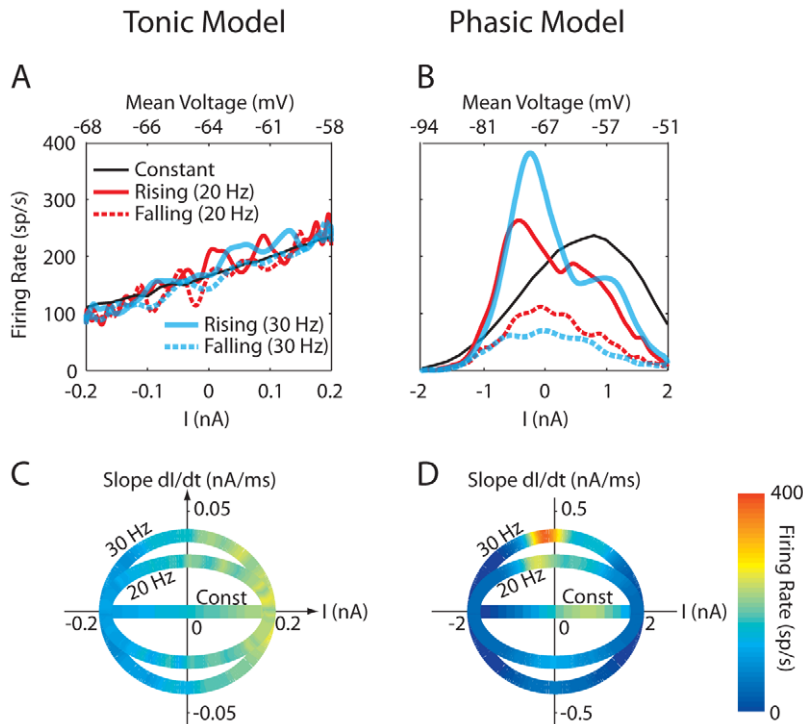 Tonic Model
Phasic Model
A
B
Mean Voltage (mV)
Mean Voltage (mV)
-68 -66 -64 -61 -58
-94 -81 -67 -57 -51
400
300
200
100
0
Firing Rate (sp/s)
Constant
Rising (20 Hz)
Falling (20 Hz)
Rising (30 Hz)
Falling (30 Hz)
-0.2 -0.1 0 0.1 0.2
I (nA)
-2 -1 0 1 2
I (nA)
C
D
Slope dI/dt (nA/ms)
0.05
30 Hz
20 Hz
Const
-0.2 0 0.2
I (nA)
-0.05
Slope dI/dt (nA/ms)
0.5
30 Hz
20 Hz
Const
-2 0 2
I (nA)
-0.5
400
Firing Rate (sp/s)
0